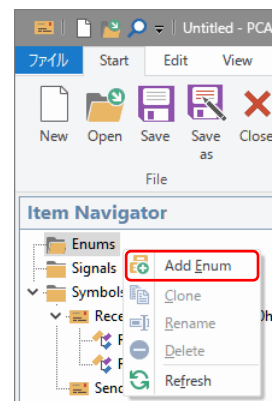 Untitled - PCA
ファイル Start Edit View
New Open Save Save as Close
File
Item Navigator
Enums
Signals
Add Enum
Symbols
Clone
Rece
0h
Rename
Delete
Refresh
Send